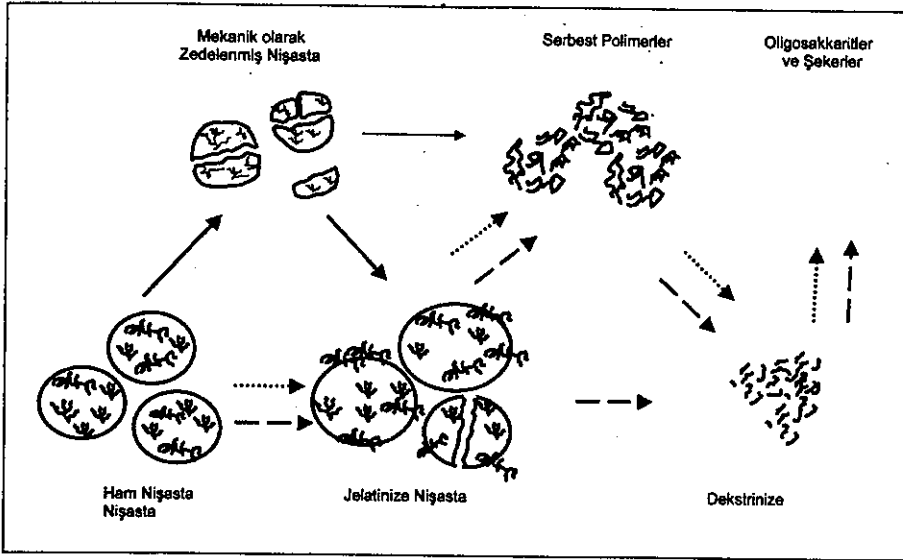 Mekanik olarak
Zedelenmiş Nişasta
Serbest Polimerler
Oligosakkaritler
ve Şekerler
Ham Nişasta
Nişasta
Jelatinize Nişasta
Dekstrinize